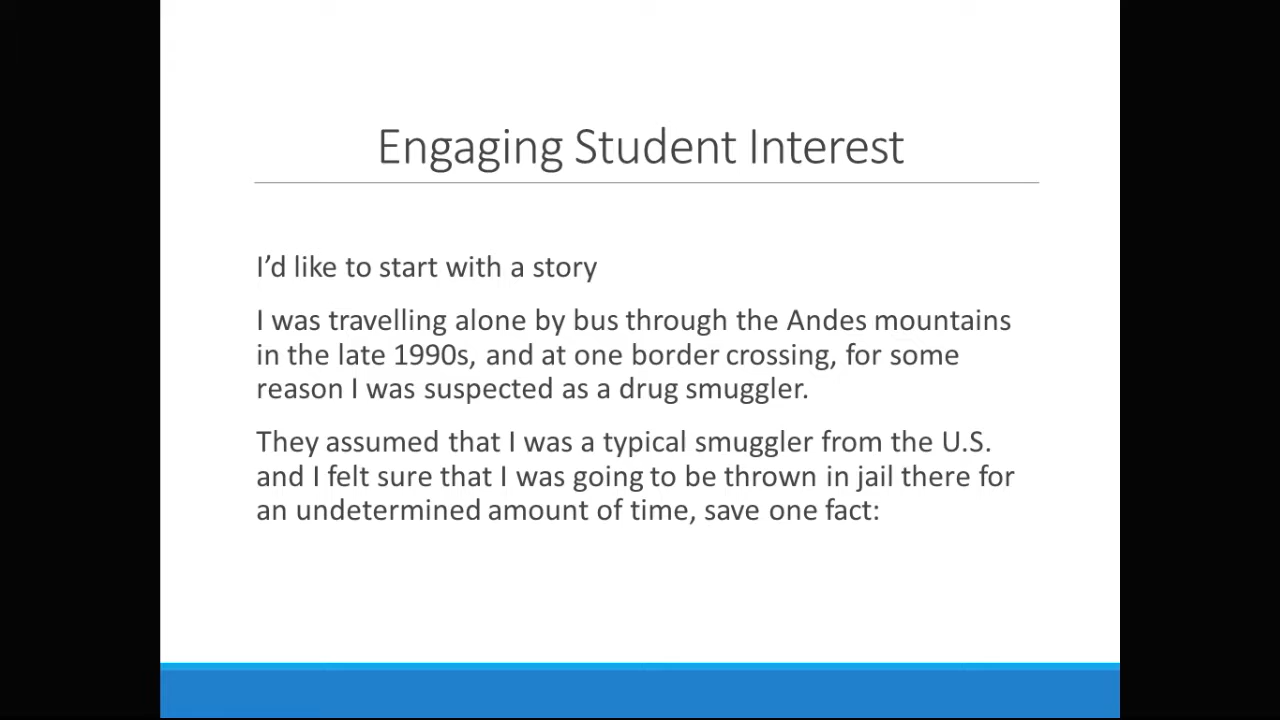 Engaging Student Interest
I’d like to start with a story
I was travelling alone by bus through the Andes mountains
in the late 1990s, and at one border crossing, for some
reason I was suspected as a drug smuggler.
They assumed that I was a typical smuggler from the U.S.
and I felt sure that I was going to be thrown in jail there for
an undetermined amount of time, save one fact: